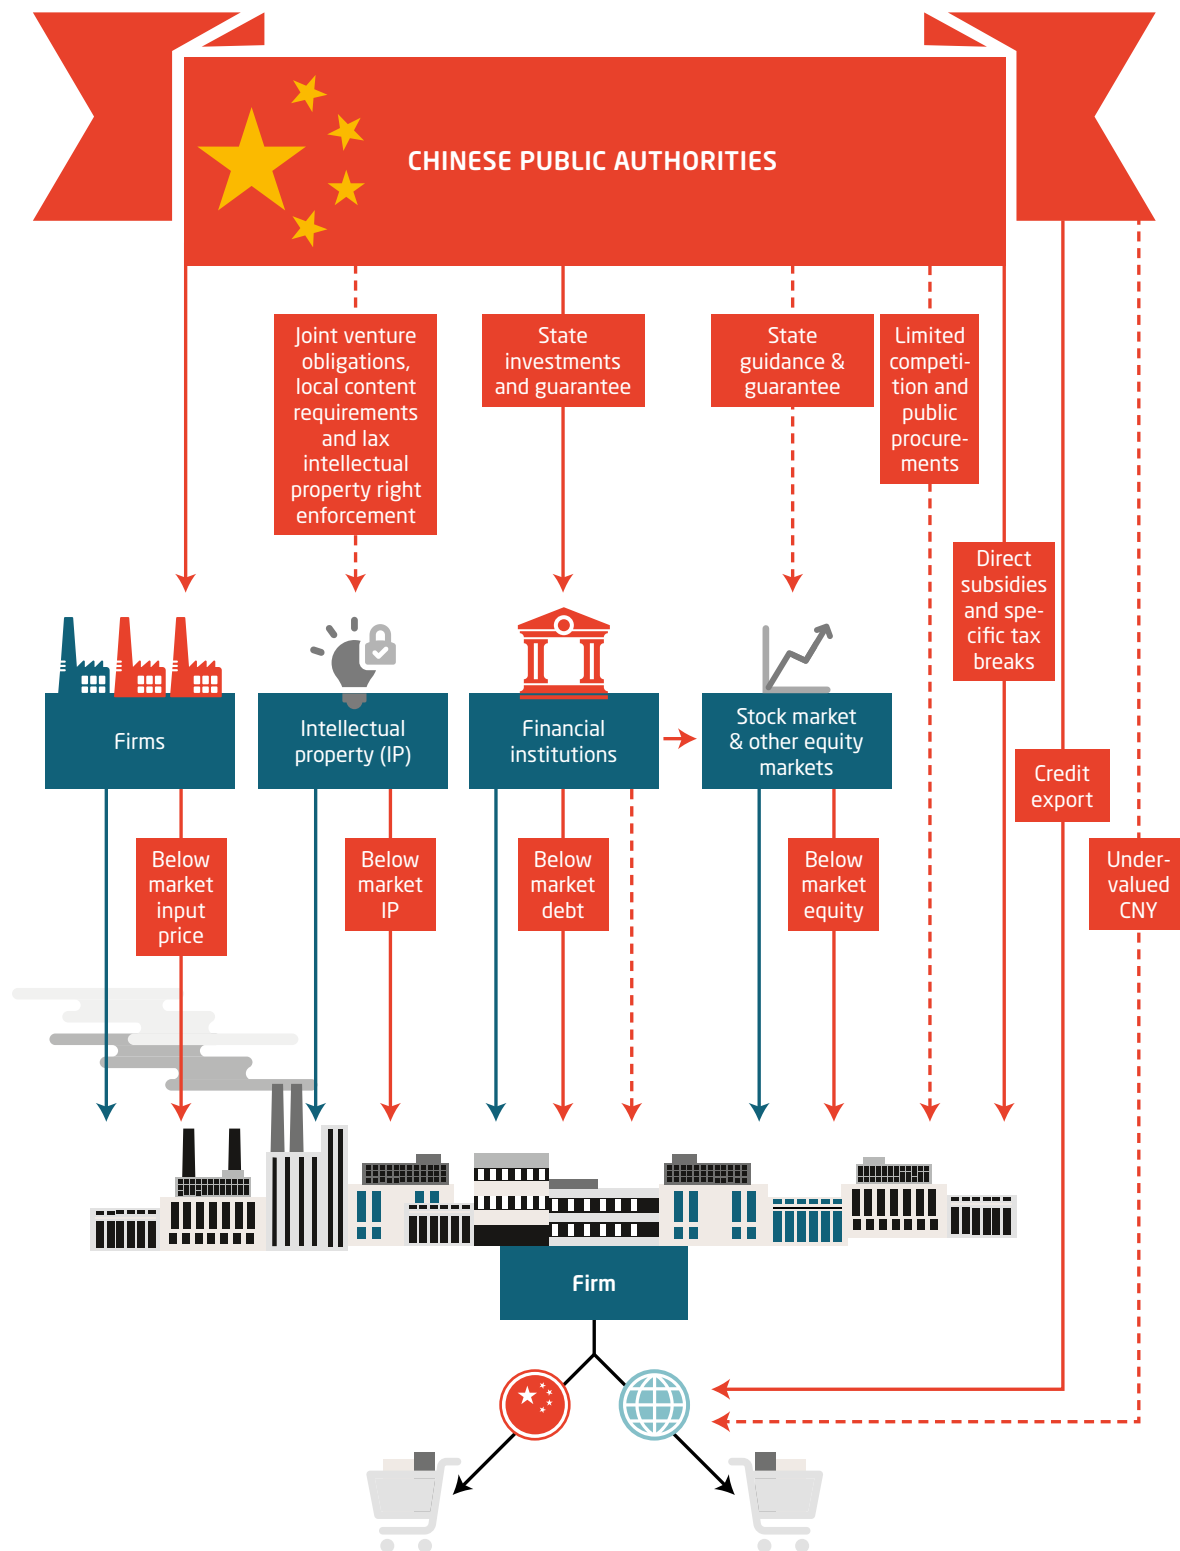 CHINESE PUBLIC AUTHORITIES
Joint venture
obligations,
local content
requirements
and lax
intellectual
property right
enforcement
State
investments
and guarantee
State
guidance &
guarantee
Limited
competi-
tion and
public
procure-
ments
Direct
subsidies
and spe-
cific tax
breaks
Firms
Intellectual
property (IP)
Financial
institutions
Stock market
& other equity
markets
Credit
export
Below
market
input
price
Below
market
IP
Below
market
debt
Below
market
equity
Under-
valued
CNY
Firm